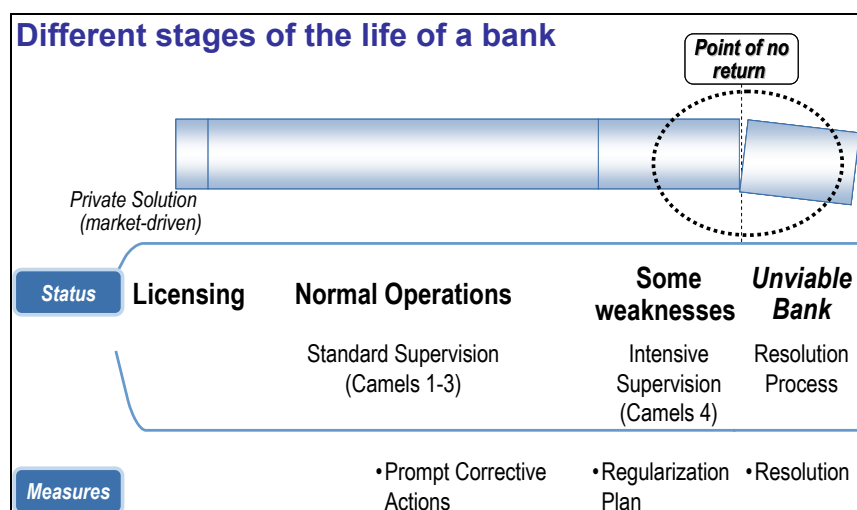 Different stages of the life of a bank
Point of no
return
Private Solution
(market-driven)
Status
Licensing
Normal Operations
Some
weaknesses
Unviable
Bank
Standard Supervision
(Camels 1-3)
Intensive
Supervision
(Camels 4)
Resolution
Process
Measures
•Prompt Corrective
Actions
•Regularization
Plan
•Resolution